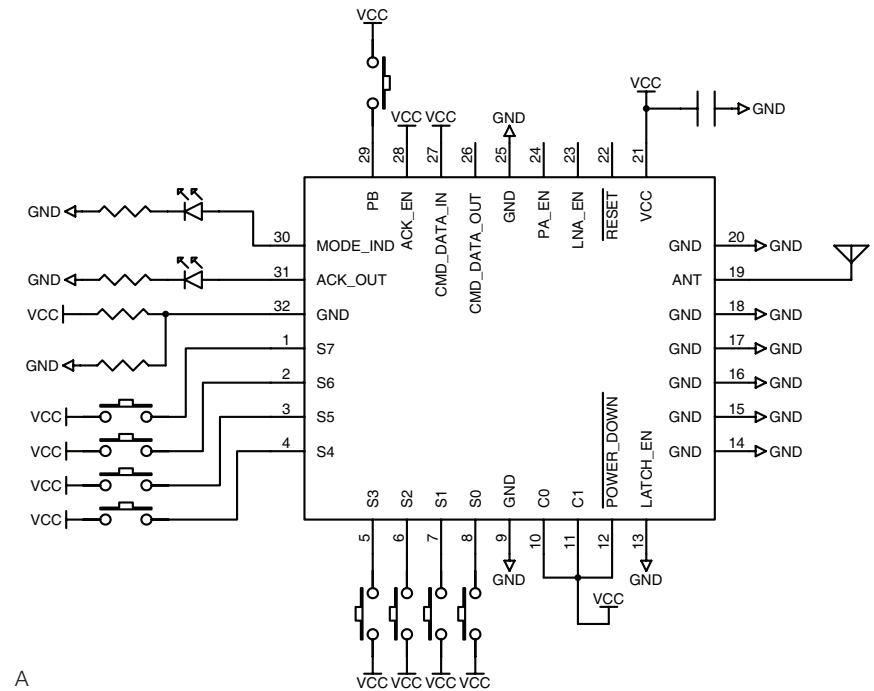 VCC
VCC
VCC VCC
GND
GND
29
28
27
26
25
24
23
22
21
PB
ACK_EN
CMD_DATA_IN
CMD_DATA_OUT
GND
PA_EN
LNA_EN
RESET
VCC
GND
30
MODE_IND
GND
20
GND
GND
31
ACK_OUT
ANT
19
VCC
32
GND
GND
18
GND
GND
1
S7
GND
17
GND
2
S6
GND
16
GND
VCC
3
S5
GND
15
GND
VCC
4
S4
GND
14
GND
VCC
VCC
S3
S2
S1
S0
GND
C0
C1
POWER_DOWN
LATCH_EN
5
6
7
8
9
10
11
12
13
GND
GND
VCC
VCC VCC VCC VCC
A